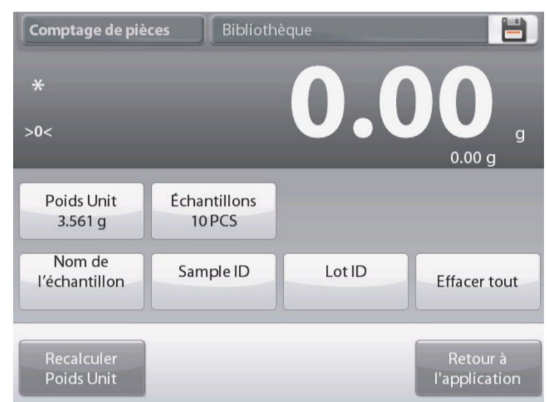 Comptage de pièces Bibliothèque
*
0.00 g
>0<
0.00 g
Poids Unit
3.561 g
Échantillons
10 PCS
Nom de
l'échantillon
Sample ID
Lot ID
Effacer tout
Recalculer
Poids Unit
Retour à
l'application